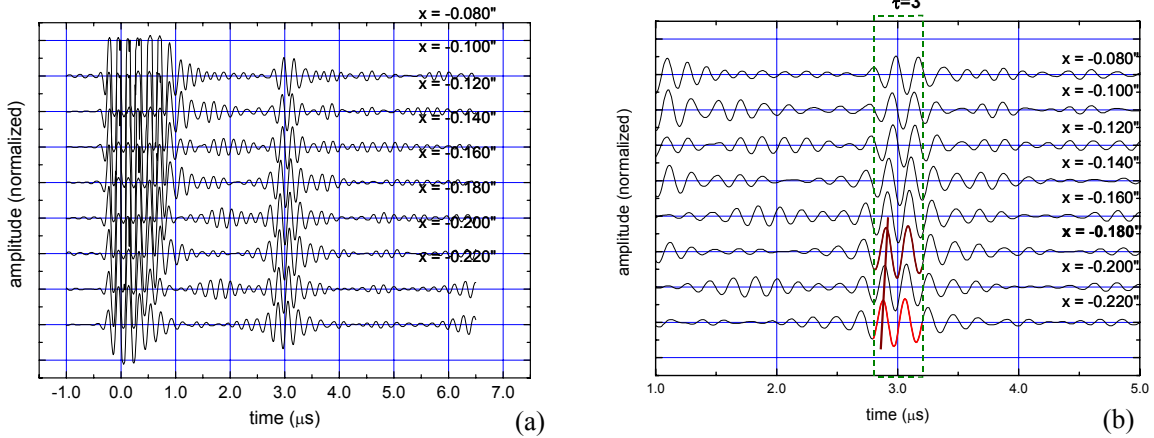 x = -0.080"
x = -0.100"
x = -0.120"
x = -0.140"
x = -0.160"
x = -0.180"
x = -0.200"
x = -0.220"
amplitude (normalized)
-1.0 0.0 1.0 2.0 3.0 4.0 5.0 6.0 7.0
time (μs)
(a)
τ=3
x = -0.080"
x = -0.100"
x = -0.120"
x = -0.140"
x = -0.160"
x = -0.180"
x = -0.200"
x = -0.220"
amplitude (normalized)
1.0 2.0 3.0 4.0 5.0
time (μs)
(b)